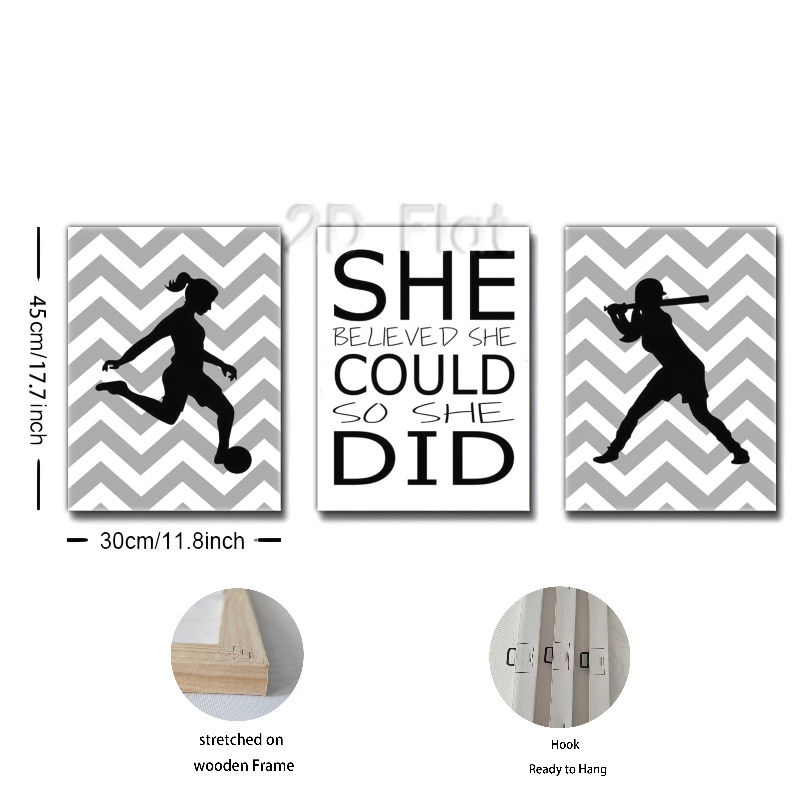 2D Flat
SHE
BELIEVED SHE
COULD
SO SHE
DID
45cm/17.7inch
30cm/11.8inch
stretched on
wooden Frame
Hook
Ready to Hang